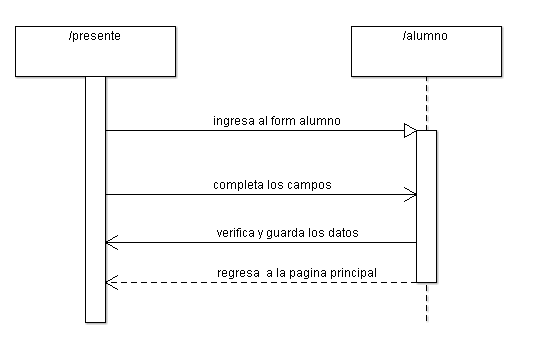 /presente
/alumno
ingresa al form alumno
completa los campos
verifica y guarda los datos
regresa a la pagina principal